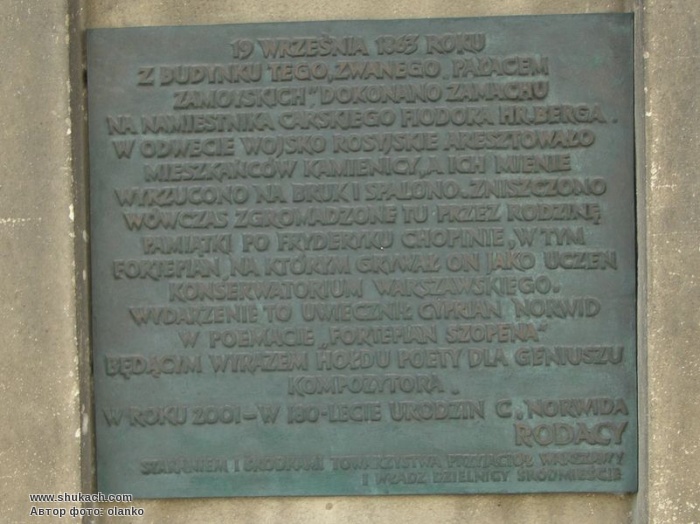 19 WRZEŚNIA 1863 ROKU
Z BUDYNKU TEGO, ZWANEGO „PAŁACEM
ZAMOYSKICH”, DOKONANO ZAMACHU
NA NAMIESTNIKA CARSKIEGO FIODORA HR. BERGA.
W ODWECIE WOJSKO ROSYJSKIE ARESZTOWAŁO
MIESZKAŃCÓW KAMIENICY, A ICH MIENIE
WYRZUCONO NA BRUK I SPALONO. ZNISZCZONO
WÓWCZAS ZGROMADZONE TU PRZEZ RODZINĘ
PAMIĄTKI PO FRYDERYKU CHOPINIE, W TYM
FORTEPIAN, NA KTÓRYM GRYWAŁ ON JAKO UCZEŃ
KONSERWATORIUM WARSZAWSKIEGO.
WYDARZENIE TO UWIECZNIŁ CYPRIAN NORWID
W POEMACIE „FORTEPIAN SZOPENA”
BĘDĄCYM WYRAZEM HOŁDU POETY DLA GENIUSZU
KOMPOZYTORA.
W ROKU 2001 – W 180-LECIE URODZIN C. NORWIDA
RODACY
STARANIEM I ŚRODKAMI TOWARZYSTWA PRZYJACIÓŁ WARSZAWY
I WŁADZ DZIELNICY ŚRÓDMIEŚCIE
www.shukach.com
Автор фото: olanko